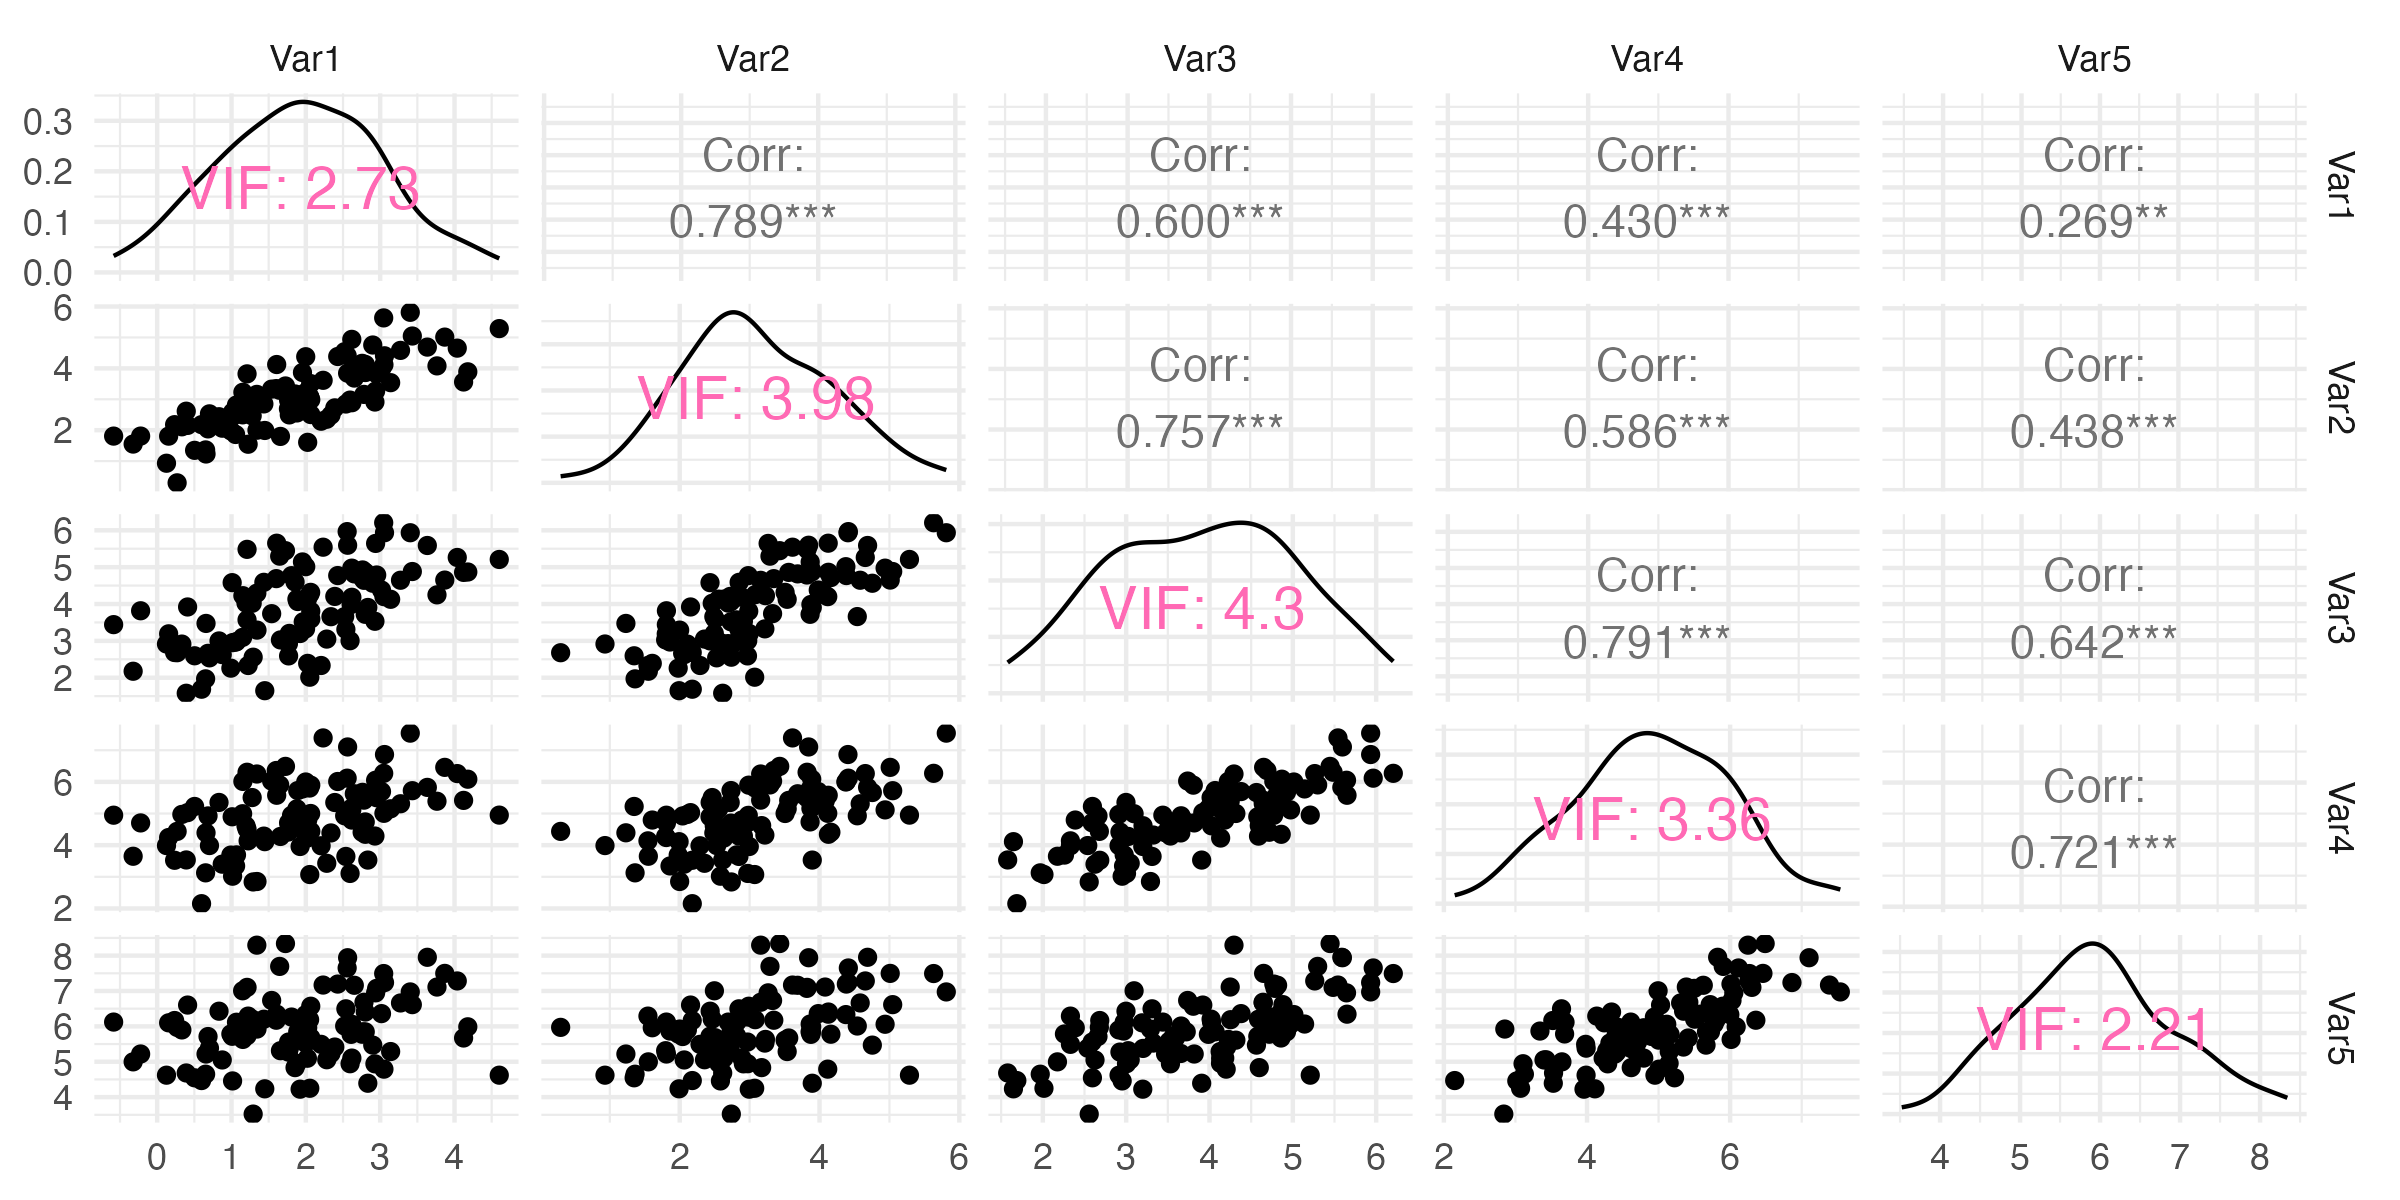 Var1 Var2 Var3 Var4 Var5
0.3
0.2
0.1
0.0
VIF: 2.73
Corr:
0.789***
Corr:
0.600***
Corr:
0.430***
Corr:
0.269**
Var1
6
4
2
VIF: 3.98
Corr:
0.757***
Corr:
0.586***
Corr:
0.438***
Var2
6
5
4
3
2
VIF: 4.3
Corr:
0.791***
Corr:
0.642***
Var3
6
4
2
VIF: 3.36
Corr:
0.721***
Var4
8
7
6
5
4
VIF: 2.21
Var5
0 1 2 3 4 2 4 6 2 3 4 5 6 2 4 6 4 5 6 7 8